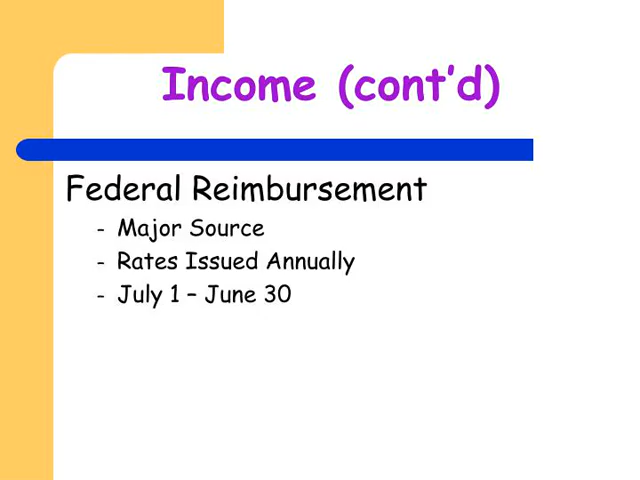 Income (cont’d)
Federal Reimbursement
- Major Source
- Rates Issued Annually
- July 1 – June 30